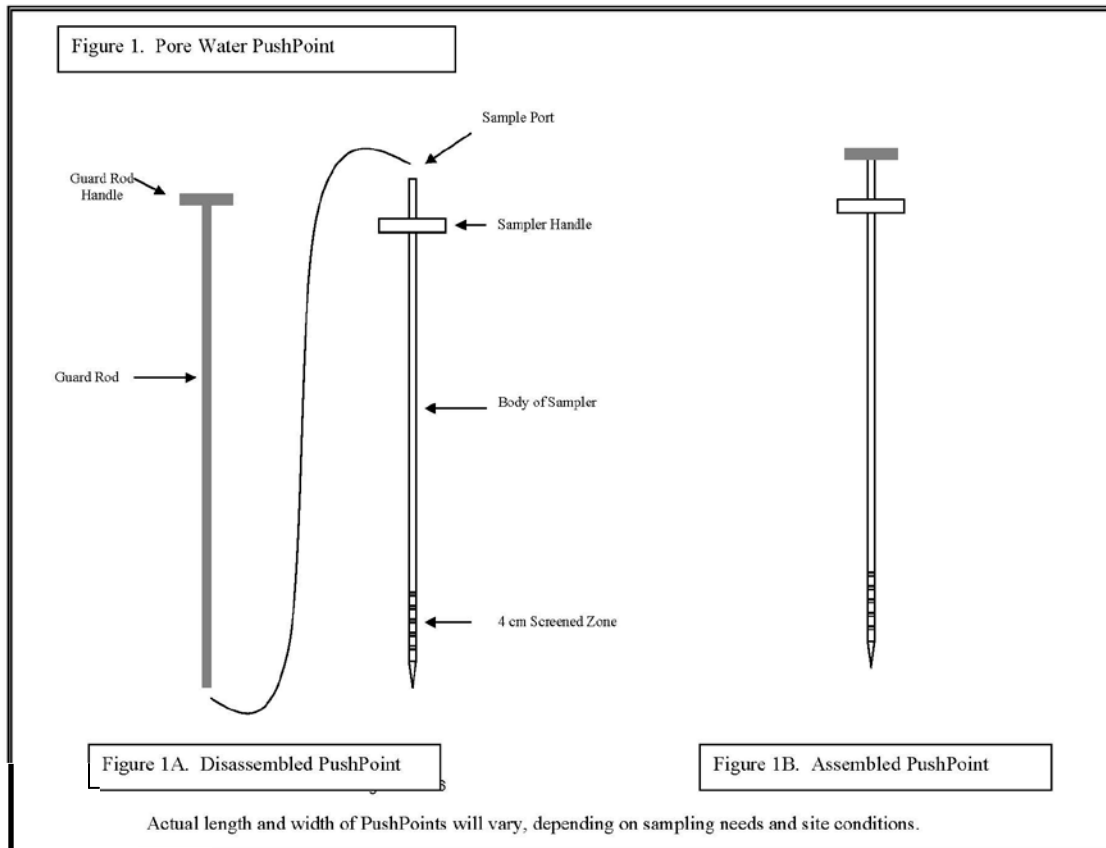 Figure 1. Pore Water PushPoint
Sample Port
Guard Rod
Handle
Sampler Handle
Guard Rod
Body of Sampler
4 cm Screened Zone
Figure 1A. Disassembled PushPoint
Figure 1B. Assembled PushPoint
Actual length and width of PushPoints will vary, depending on sampling needs and site conditions.